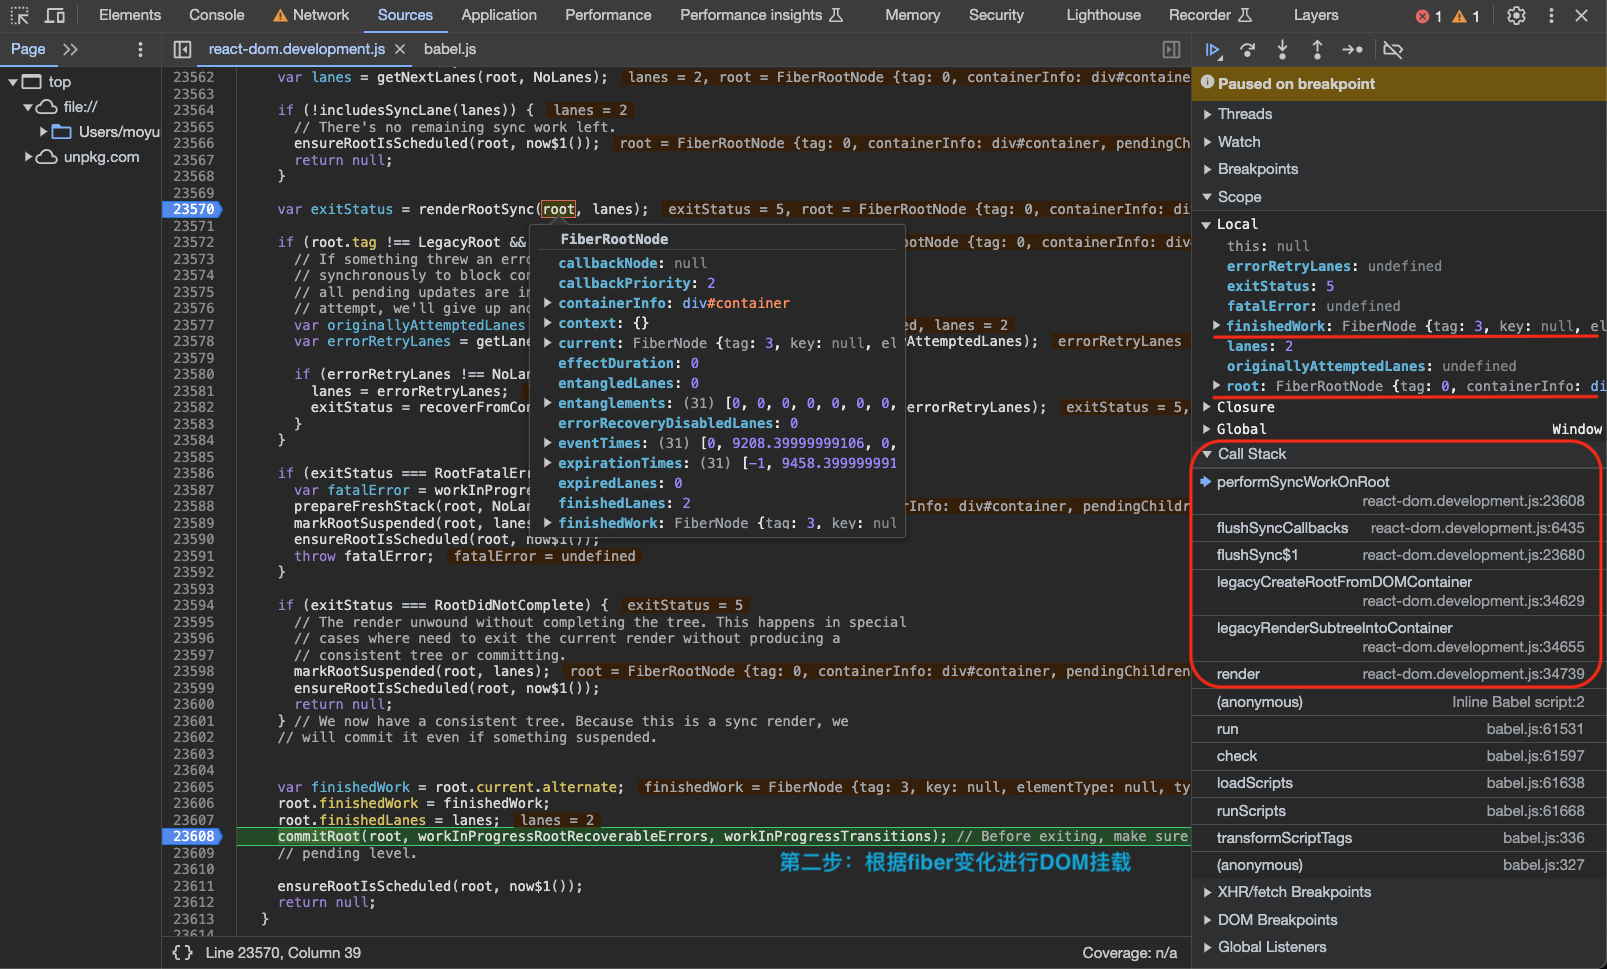 Elements Console Network Sources Application Performance Performance insights Memory Security Lighthouse Recorder Layers 1 1
Page react-dom.development.js babel.js
top
file://
Users/moyu
unpkg.com
23562 var lanes = getNextLanes(root, NoLanes); lanes = 2, root = FiberRootNode {tag: 0, containerInfo: div#containe
23563
23564 if (!includesSyncLane(lanes)) { lanes = 2
23565 // There's no remaining sync work left.
23566 ensureRootIsScheduled(root, now$1()); root = FiberRootNode {tag: 0, containerInfo: div#container, pendingCh
23567 return null;
23568 }
23569
23570 var exitStatus = renderRootSync(root, lanes); exitStatus = 5, root = FiberRootNode {tag: 0, containerInfo: di
23571
23572 if (root.tag !== LegacyRoot && otNode {tag: 0, containerInfo: div#container
23573 // If something threw an erro
23574 // synchronously to block con
23575 // all pending updates are in
23576 // attempt, we'll give up and
23577 var originallyAttemptedLanes ed, lanes = 2
23578 var errorRetryLanes = getLane yAttemptedLanes); errorRetryLanes
23579
23580 if (errorRetryLanes !== NoLan
23581 lanes = errorRetryLanes;
23582 exitStatus = recoverFromCon errorRetryLanes); exitStatus = 5,
23583 }
23584 }
23585
23586 if (exitStatus === RootFatalErr
23587 var fatalError = workInProgre
23588 prepareFreshStack(root, NoLan rInfo: div#container, pendingChildr
23589 markRootSuspended(root, lanes
23590 ensureRootIsScheduled(root, now$1());
23591 throw fatalError; fatalError = undefined
23592 }
23593
23594 if (exitStatus === RootDidNotComplete) { exitStatus = 5
23595 // The render unwound without completing the tree. This happens in special
23596 // cases where need to exit the current render without producing a
23597 // consistent tree or committing.
23598 markRootSuspended(root, lanes); root = FiberRootNode {tag: 0, containerInfo: div#container, pendingChildren
23599 ensureRootIsScheduled(root, now$1());
23600 return null;
23601 } // We now have a consistent tree. Because this is a sync render, we
23602 // will commit it even if something suspended.
23603
23604
23605 var finishedWork = root.current.alternate; finishedWork = FiberNode {tag: 3, key: null, elementType: null, ty
23606 root.finishedWork = finishedWork;
23607 root.finishedLanes = lanes; lanes = 2
23608 commitRoot(root, workInProgressRootRecoverableErrors, workInProgressTransitions); // Before exiting, make sure
23609 // pending level.
第二步：根据fiber变化进行DOM挂载
23610
23611 ensureRootIsScheduled(root, now$1());
23612 return null;
23613 }
23614
FiberRootNode
callbackNode: null
callbackPriority: 2
containerInfo: div#container
context: {}
current: FiberNode {tag: 3, key: null, el
effectDuration: 0
entangledLanes: 0
entanglements: (31) [0, 0, 0, 0, 0, 0, 0,
errorRecoveryDisabledLanes: 0
eventTimes: (31) [0, 9208.39999999106, 0,
expirationTimes: (31) [-1, 9458.399999991
expiredLanes: 0
finishedLanes: 2
finishedWork: FiberNode {tag: 3, key: nul
{} Line 23570, Column 39 Coverage: n/a
Paused on breakpoint
Threads
Watch
Breakpoints
Scope
Local
this: null
errorRetryLanes: undefined
exitStatus: 5
fatalError: undefined
finishedWork: FiberNode {tag: 3, key: null, el
lanes: 2
originallyAttemptedLanes: undefined
root: FiberRootNode {tag: 0, containerInfo: di
Closure
Global Window
Call Stack
performSyncWorkOnRoot
react-dom.development.js:23608
flushSyncCallbacks react-dom.development.js:6435
flushSync$1 react-dom.development.js:23680
legacyCreateRootFromDOMContainer
react-dom.development.js:34629
legacyRenderSubtreeIntoContainer
react-dom.development.js:34655
render react-dom.development.js:34739
(anonymous) Inline Babel script:2
run babel.js:61531
check babel.js:61597
loadScripts babel.js:61638
runScripts babel.js:61668
transformScriptTags babel.js:336
(anonymous) babel.js:327
XHR/fetch Breakpoints
DOM Breakpoints
Global Listeners